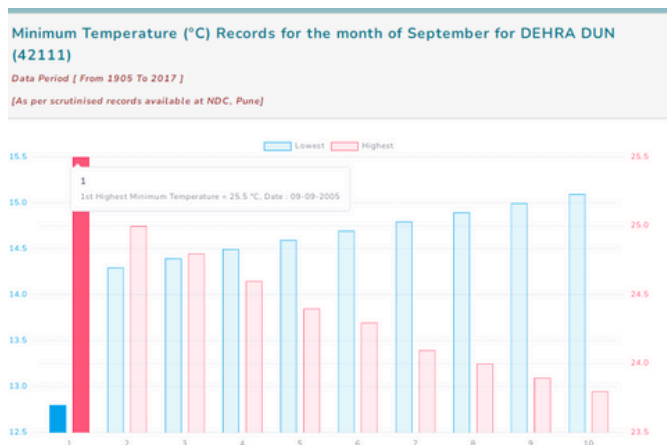 Minimum Temperature (°C) Records for the month of September for DEHRA DUN
(42111)
Data Period [ From 1905 To 2017 ]
[As per scrutinised records available at NDC, Pune]
Lowest Highest
15.5 25.5
1
1st Highest Minimum Temperature = 25.5 °C, Date : 09-09-2005
15.0 25.0
14.5
14.0 24.5
13.5
24.0
13.0
12.5 23.5
1 2 3 4 5 6 7 8 9 10